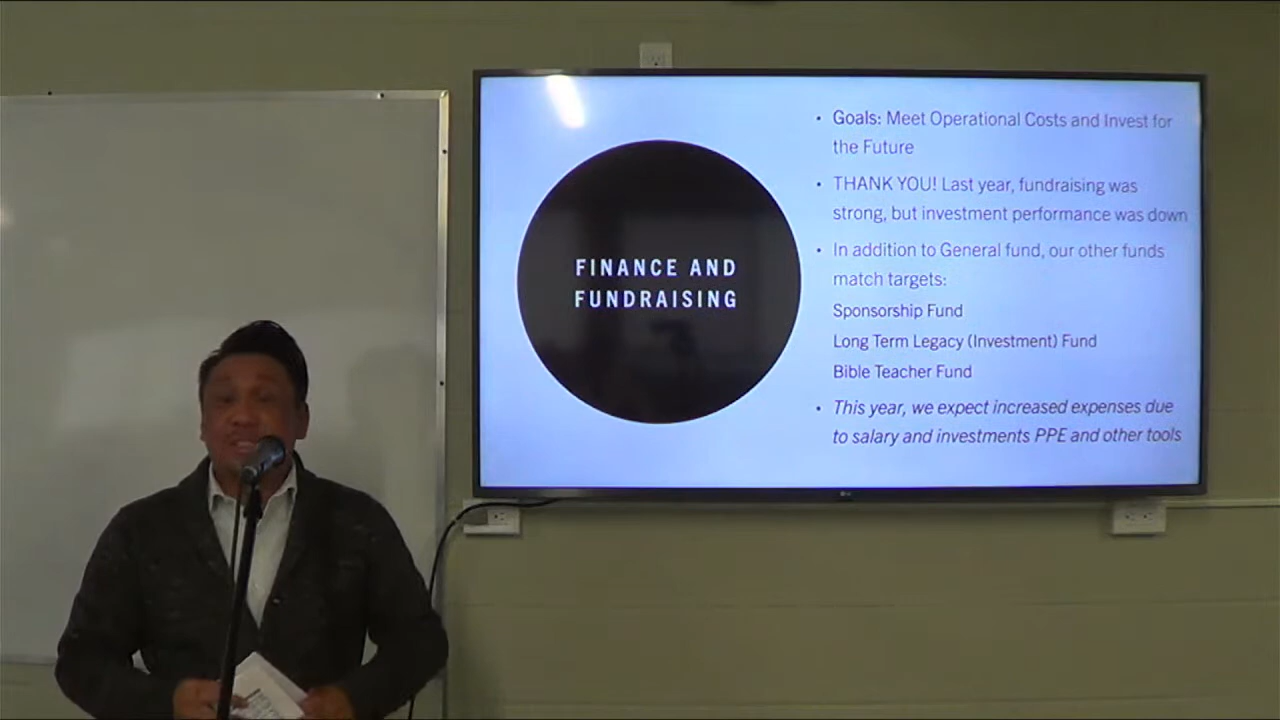 FINANCE AND
FUNDRAISING
• Goals: Meet Operational Costs and Invest for
the Future
• THANK YOU! Last year, fundraising was
strong, but investment performance was down
• In addition to General fund, our other funds
match targets:
Sponsorship Fund
Long Term Legacy (Investment) Fund
Bible Teacher Fund
• This year, we expect increased expenses due
to salary and investments PPE and other tools
LG